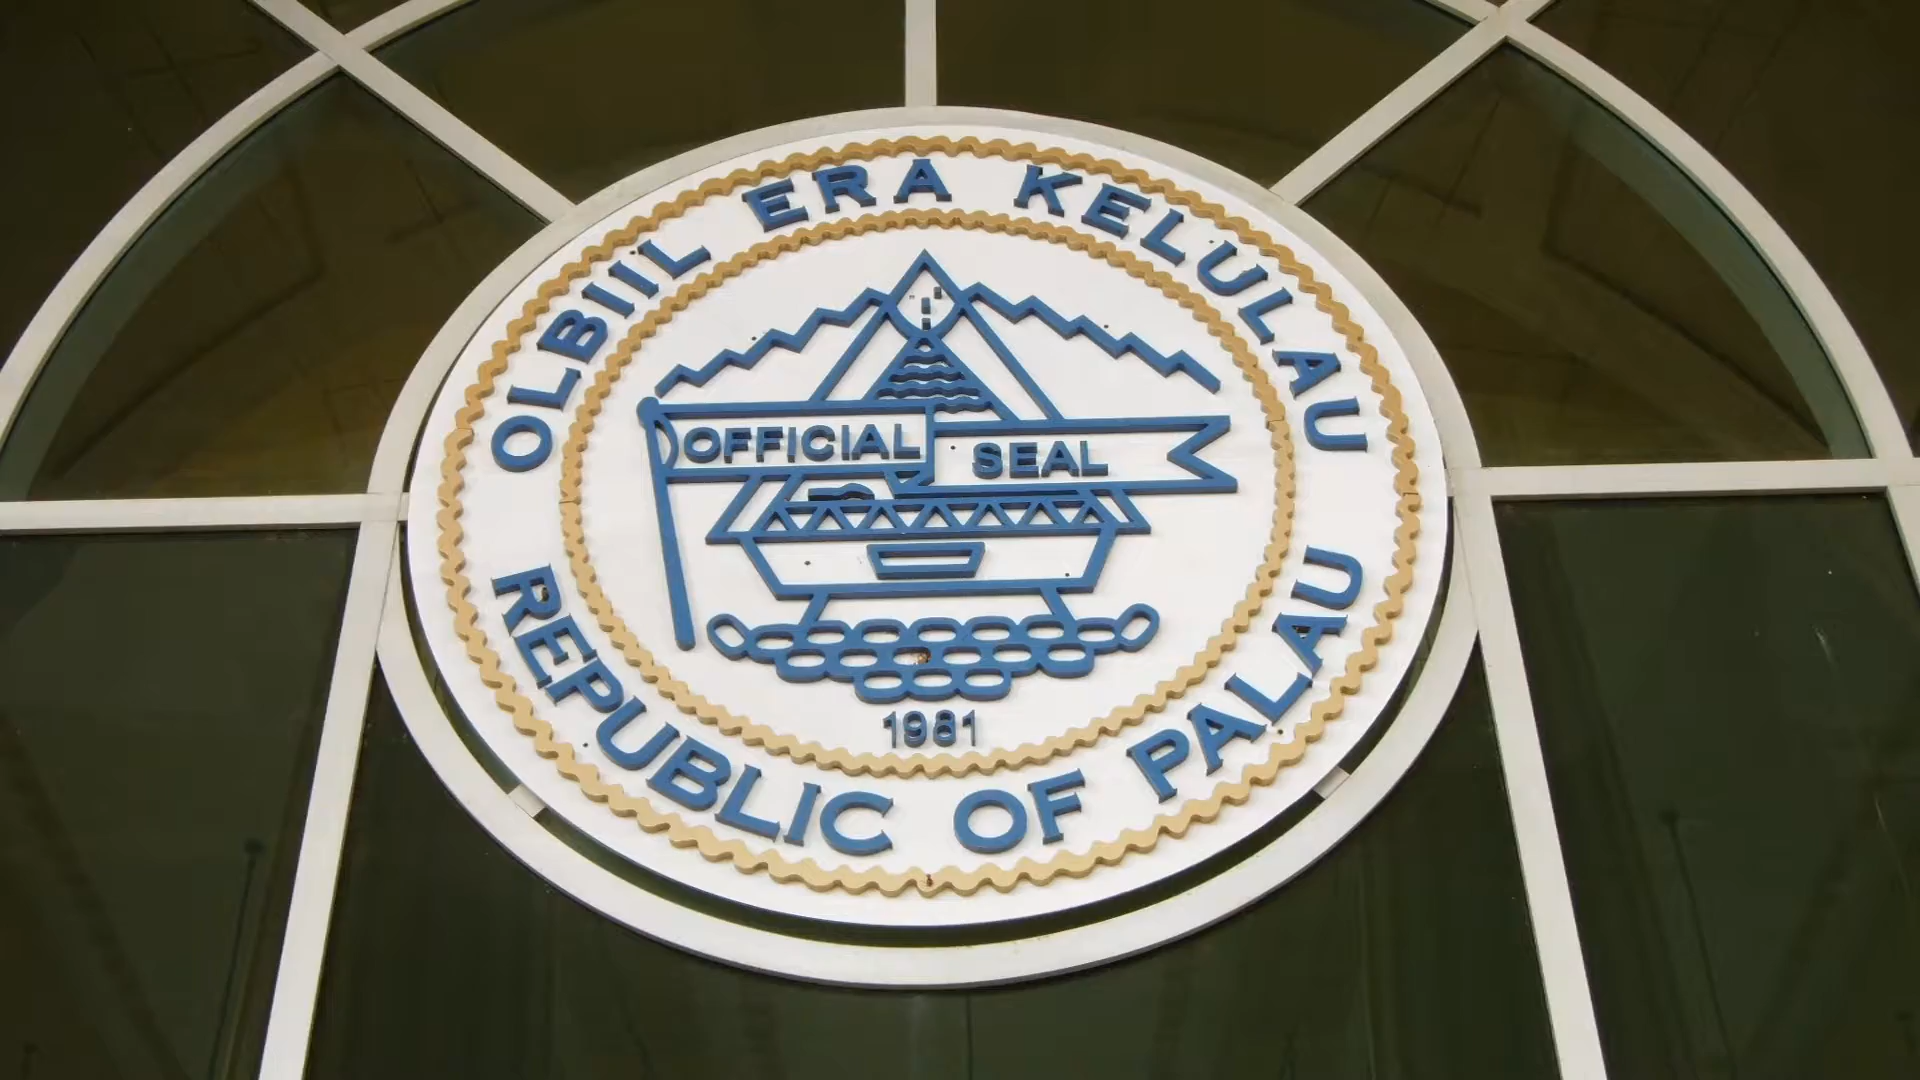 OLBIIL ERA KELULAU
OFFICIAL SEAL
1981
REPUBLIC OF PALAU